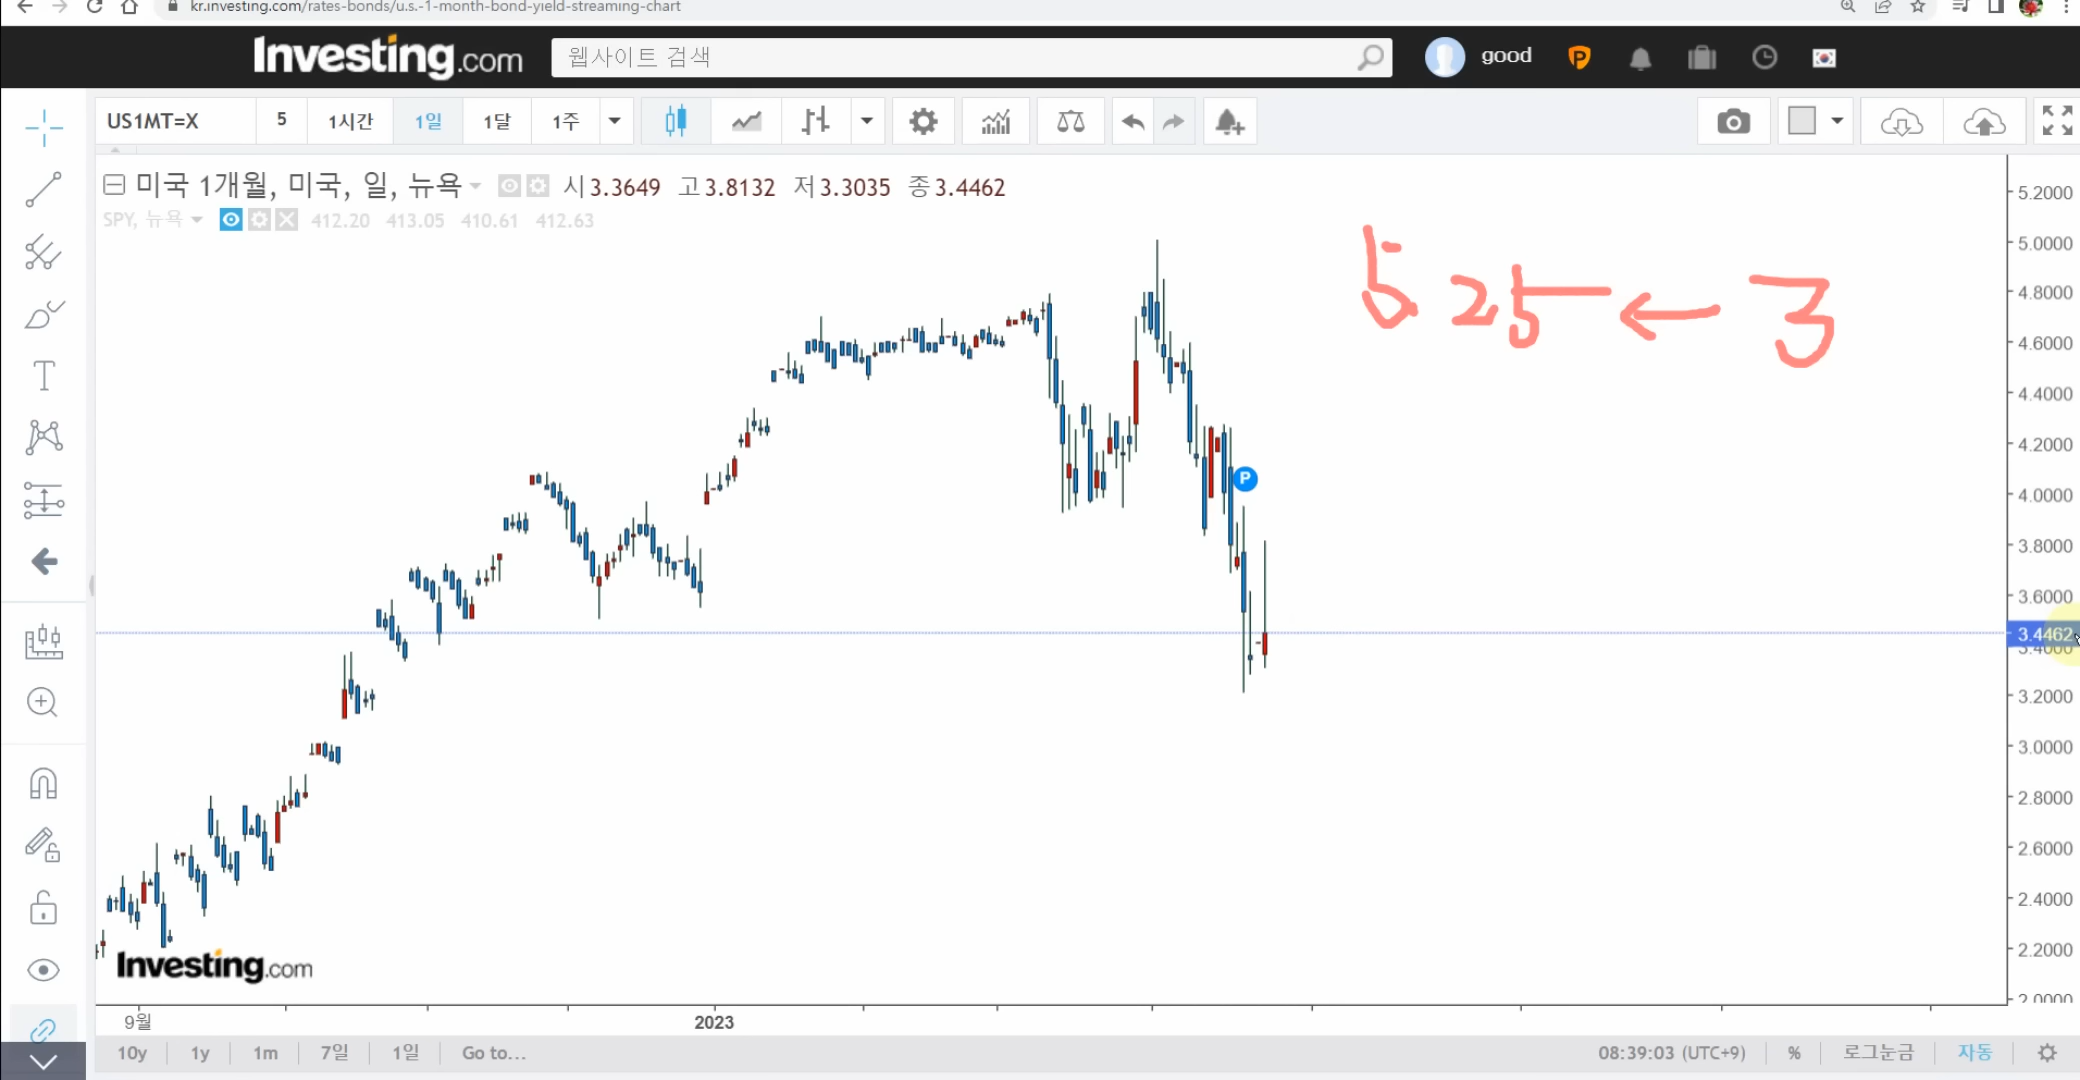 kr.investing.com/rates-bonds/u.s.-1-month-bond-yield-streaming-chart
Investing.com 웹사이트 검색 good
US1MT=X 5 1시간 1일 1달 1주
미국 1개월, 미국, 일, 뉴욕 시 3.3649 고 3.8132 저 3.3035 종 3.4462
SPY, 뉴욕 412.20 413.05 410.61 412.63
5.25 ← 3
P
5.2000
5.0000
4.8000
4.6000
4.4000
4.2000
4.0000
3.8000
3.6000
3.4462
3.4000
3.2000
3.0000
2.8000
2.6000
2.4000
2.2000
2.0000
Investing.com
9월 2023
10y 1y 1m 7일 1일 Go to... 08:39:03 (UTC+9) % 로그눈금 자동